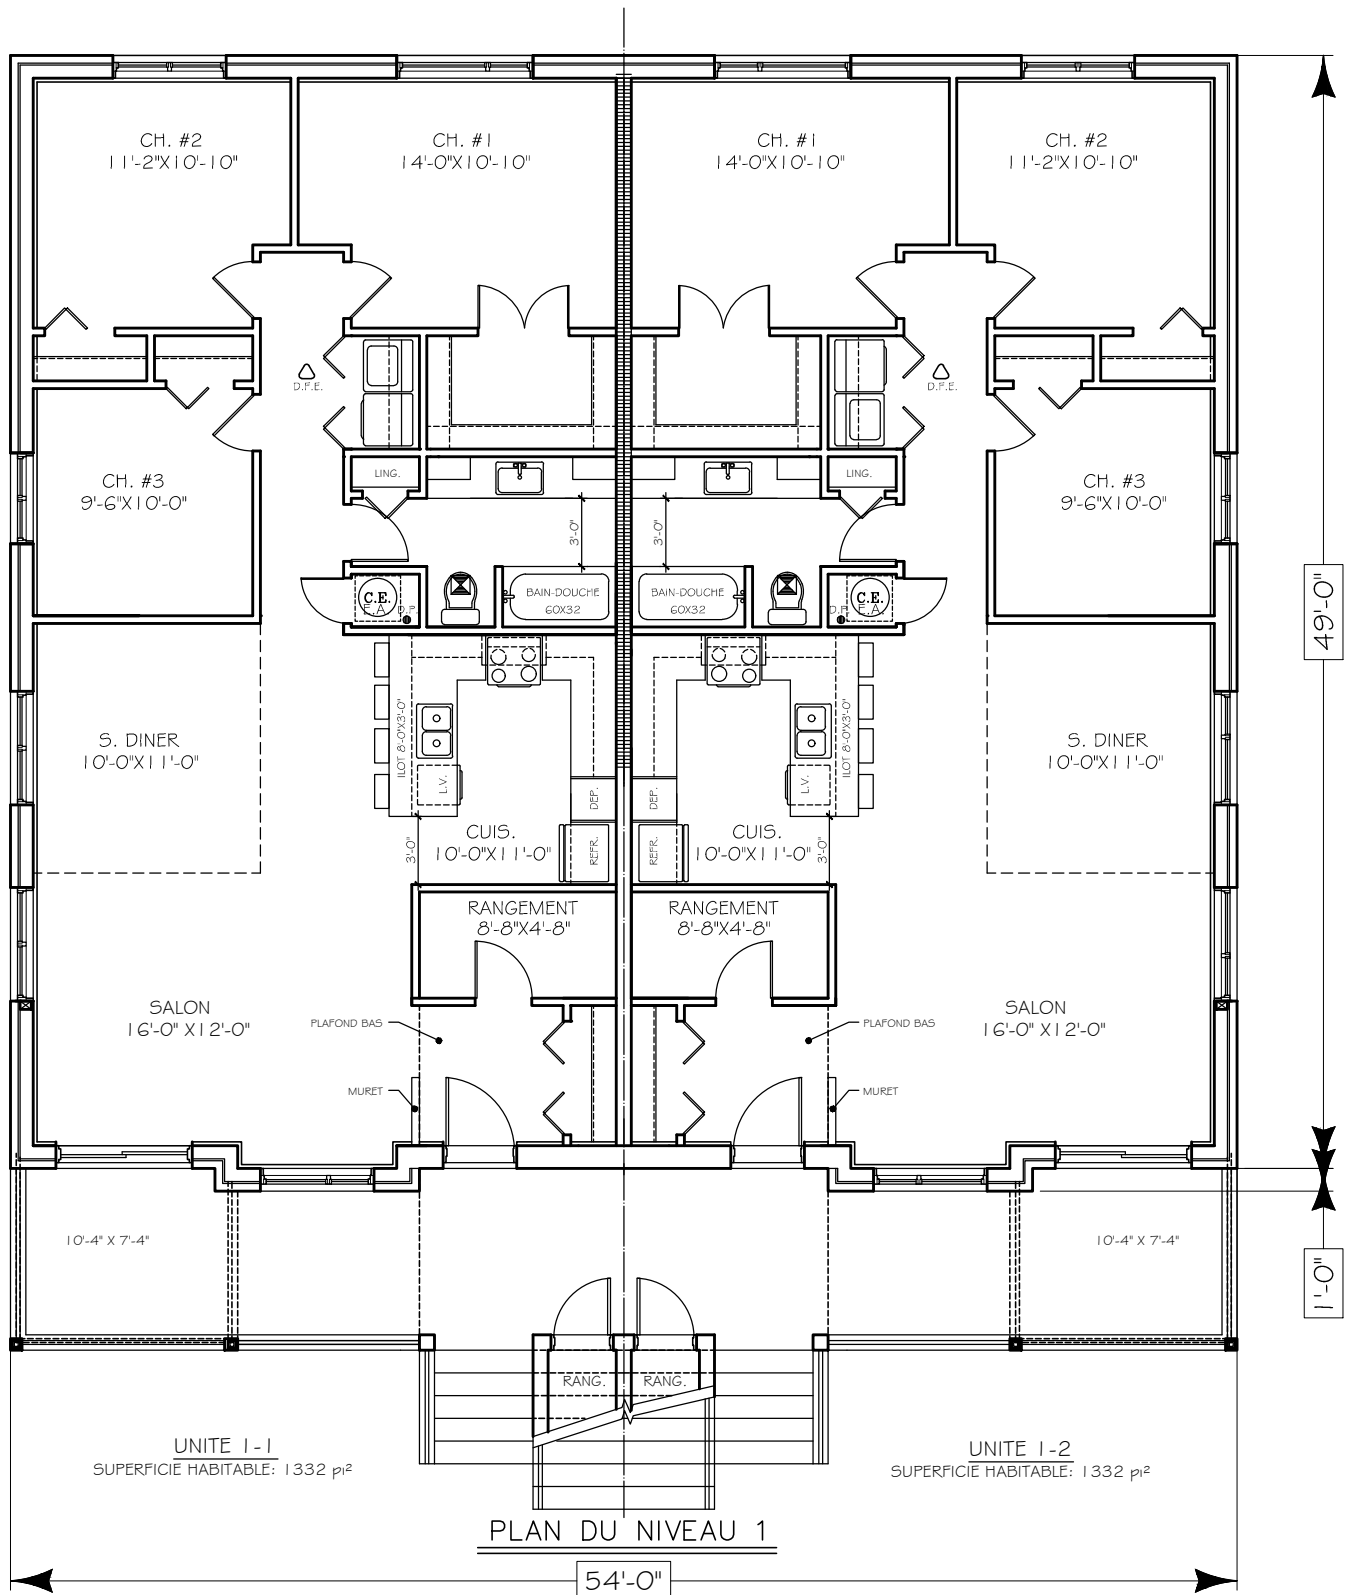 CH. #2
11'-2"X10'-10"
CH. #1
14'-0"X10'-10"
CH. #1
14'-0X10'-10"
CH. #2
11'-2"X10'-10"
D.F.E.
D.F.E.
LING.
LING.
CH. #3
9'-6"X10'-0"
CH. #3
9'-6"X10'-0"
3'-0"
3'-0"
49'-0"
C.E.
E.A.
D.P.
BAIN-DOUCHE
60X32
BAIN-DOUCHE
60X32
C.E.
E.A.
ILOT 8'-0"X3'-0"
ILOT 8'-0"X3'-0"
S. DINER
10'-0"X11'-0"
S. DINER
10'-0"X11'-0"
L.V.
DEP.
DEP.
L.V.
CUIS.
10'-0"X11'-0"
CUIS.
10'-0"X11'-0"
3'-0"
REFR.
REFR.
3'-0"
RANGEMENT
8'-8"X4'-8"
RANGEMENT
8'-8"X4'-8"
SALON
16'-0" X12'-0"
SALON
16'-0" X12'-0"
PLAFOND BAS
PLAFOND BAS
MURET
MURET
10'-4" X 7'-4"
10'-4" X 7'-4"
1'-0"
RANG.
RANG.
UNITE 1-1
SUPERFICIE HABITABLE: 1332 pi²
UNITE 1-2
SUPERFICIE HABITABLE: 1332 pi²
PLAN DU NIVEAU 1
54'-0"